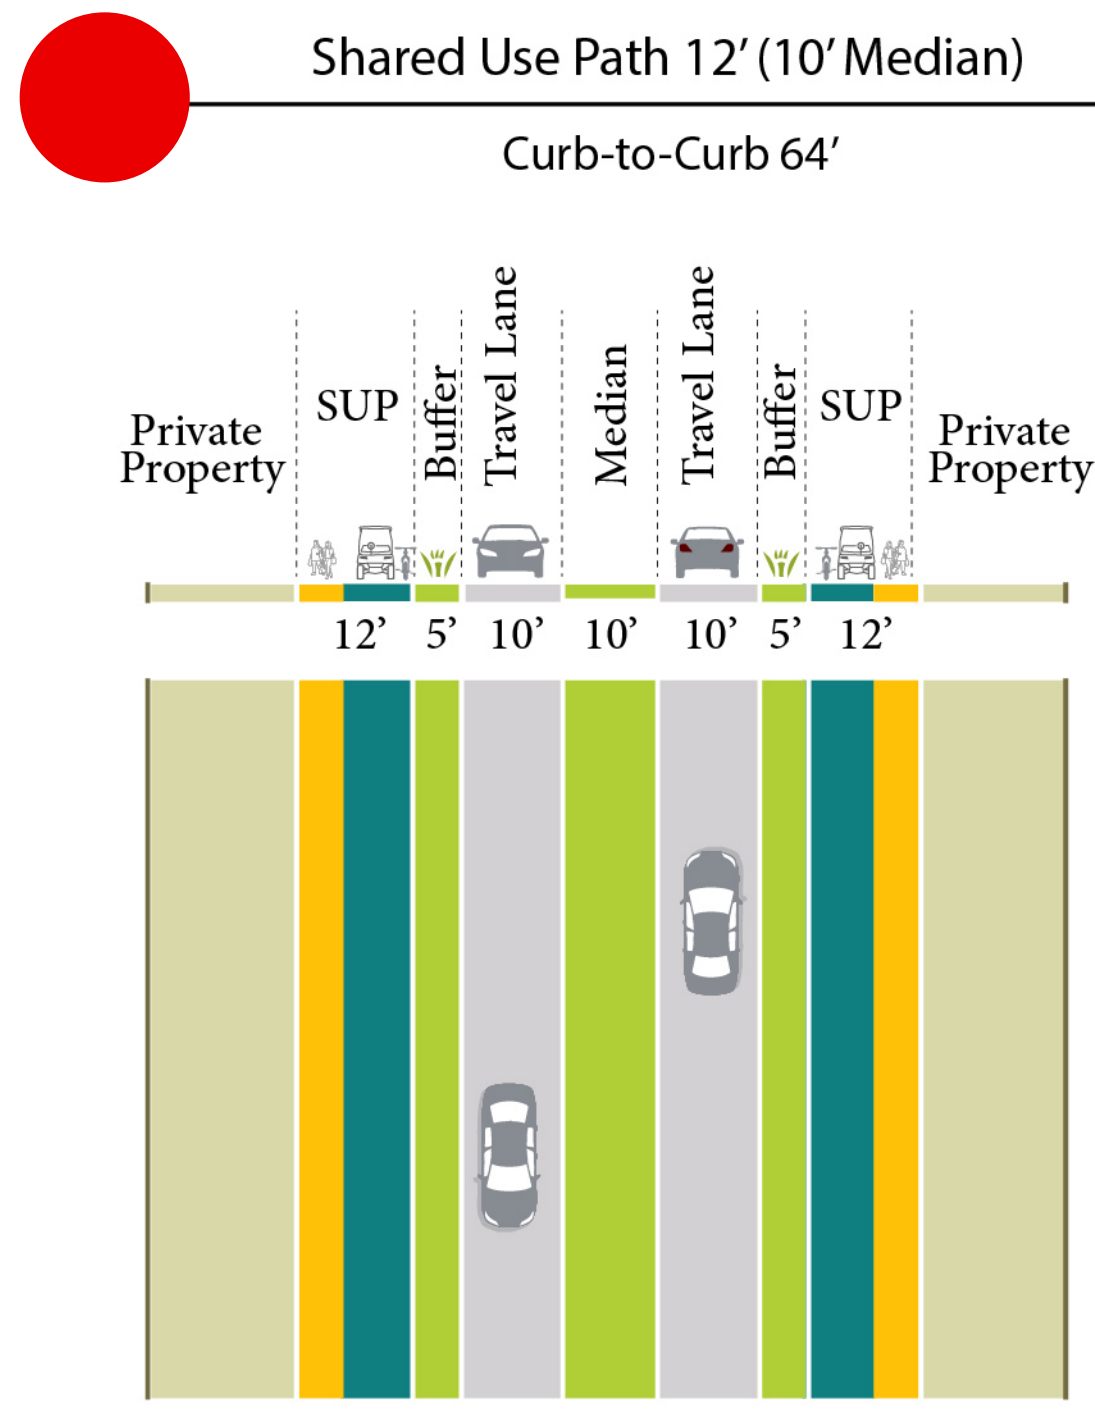 Shared Use Path 12’ (10’ Median)
Curb-to-Curb 64’
Private
Property
SUP
Buffer
Travel Lane
Median
Travel Lane
Buffer
SUP
Private
Property
12’ 5’ 10’ 10’ 10’ 5’ 12’